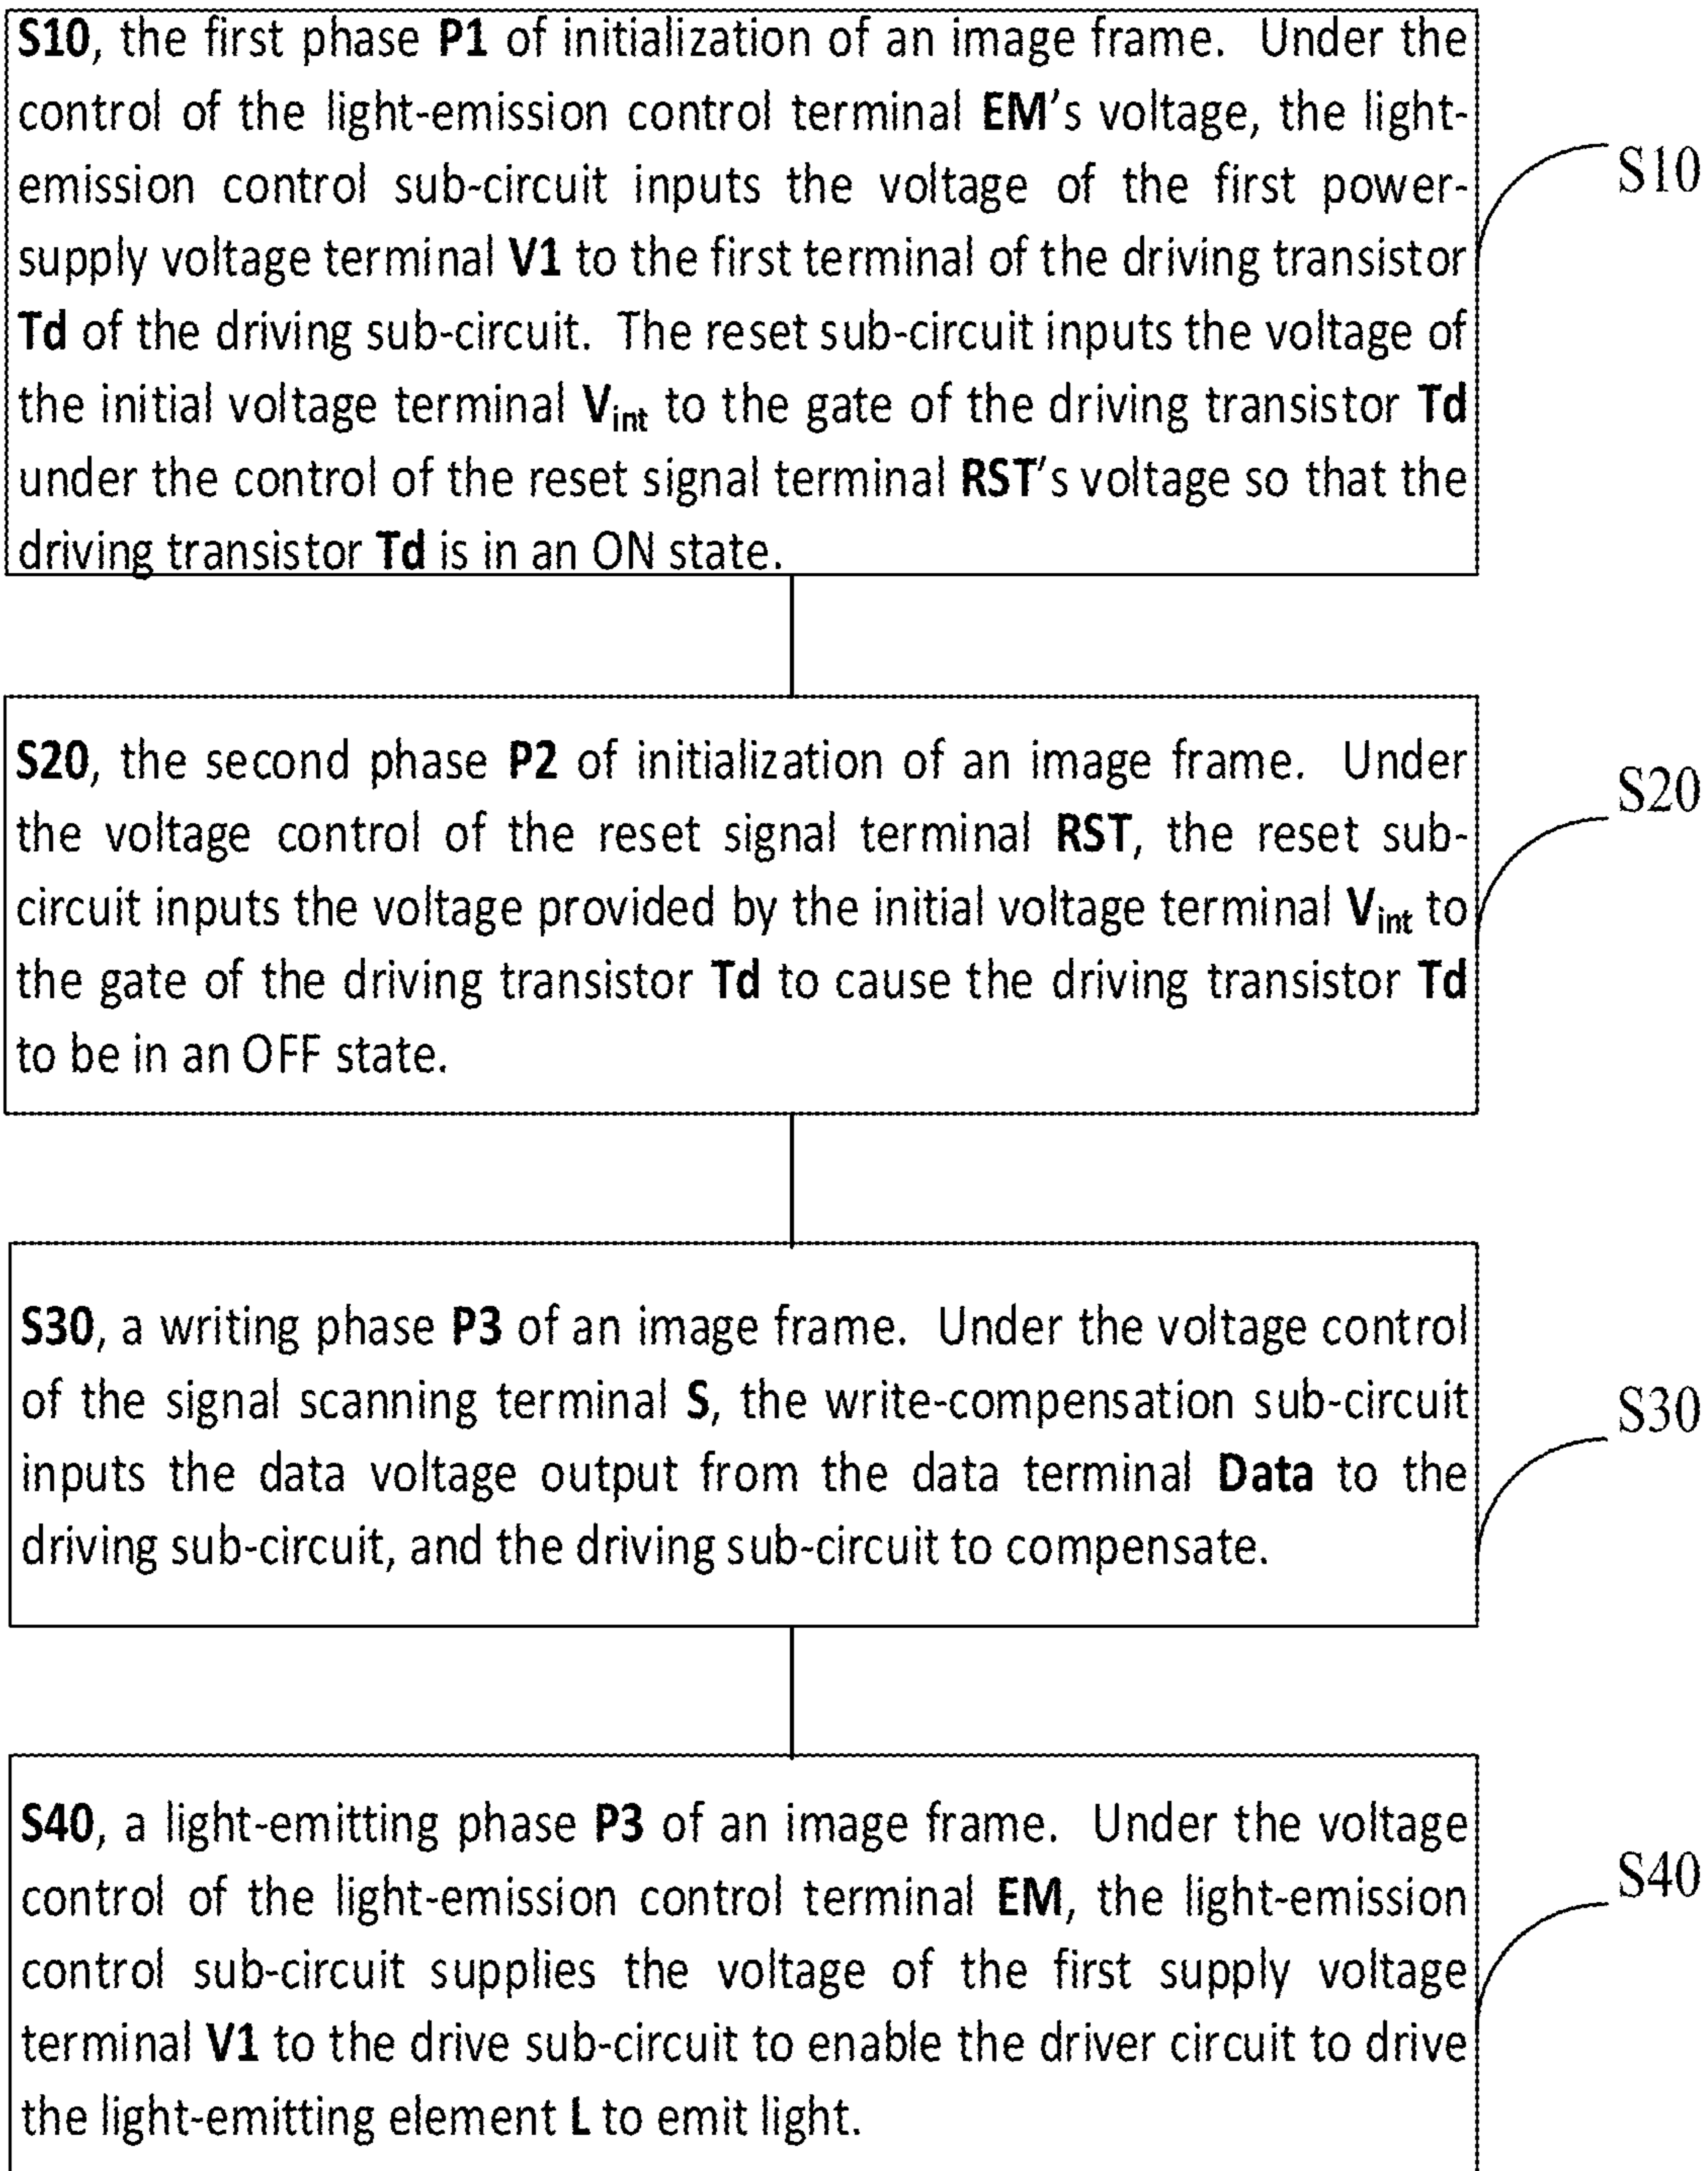 S10, the first phase P1 of initialization of an image frame. Under the
control of the light-emission control terminal EM's voltage, the light-
emission control sub-circuit inputs the voltage of the first power-
supply voltage terminal V1 to the first terminal of the driving transistor
Td of the driving sub-circuit. The reset sub-circuit inputs the voltage of
the initial voltage terminal Vint to the gate of the driving transistor Td
under the control of the reset signal terminal RST's voltage so that the
driving transistor Td is in an ON state.
S10
S20, the second phase P2 of initialization of an image frame. Under
the voltage control of the reset signal terminal RST, the reset sub-
circuit inputs the voltage provided by the initial voltage terminal Vint to
the gate of the driving transistor Td to cause the driving transistor Td
to be in an OFF state.
S20
S30, a writing phase P3 of an image frame. Under the voltage control
of the signal scanning terminal S, the write-compensation sub-circuit
inputs the data voltage output from the data terminal Data to the
driving sub-circuit, and the driving sub-circuit to compensate.
S30
S40, a light-emitting phase P3 of an image frame. Under the voltage
control of the light-emission control terminal EM, the light-emission
control sub-circuit supplies the voltage of the first supply voltage
terminal V1 to the drive sub-circuit to enable the driver circuit to drive
the light-emitting element L to emit light.
S40